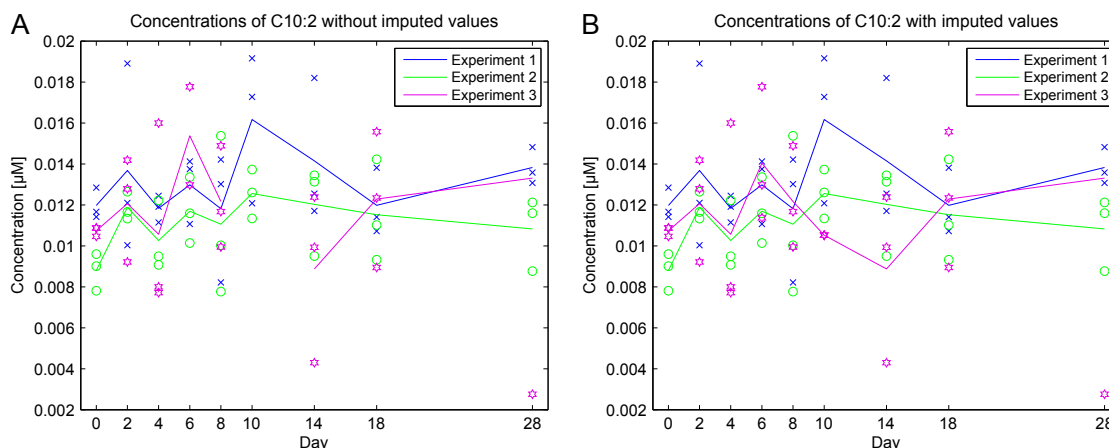 A
Concentrations of C10:2 without imputed values
0.02
0.018
0.016
0.014
0.012
0.01
0.008
0.006
0.004
0.002
Concentration [µM]
Experiment 1
Experiment 2
Experiment 3
0 2 4 6 8 10 14 18 28
Day
B
Concentrations of C10:2 with imputed values
0.02
0.018
0.016
0.014
0.012
0.01
0.008
0.006
0.004
0.002
Concentration [µM]
Experiment 1
Experiment 2
Experiment 3
0 2 4 6 8 10 14 18 28
Day